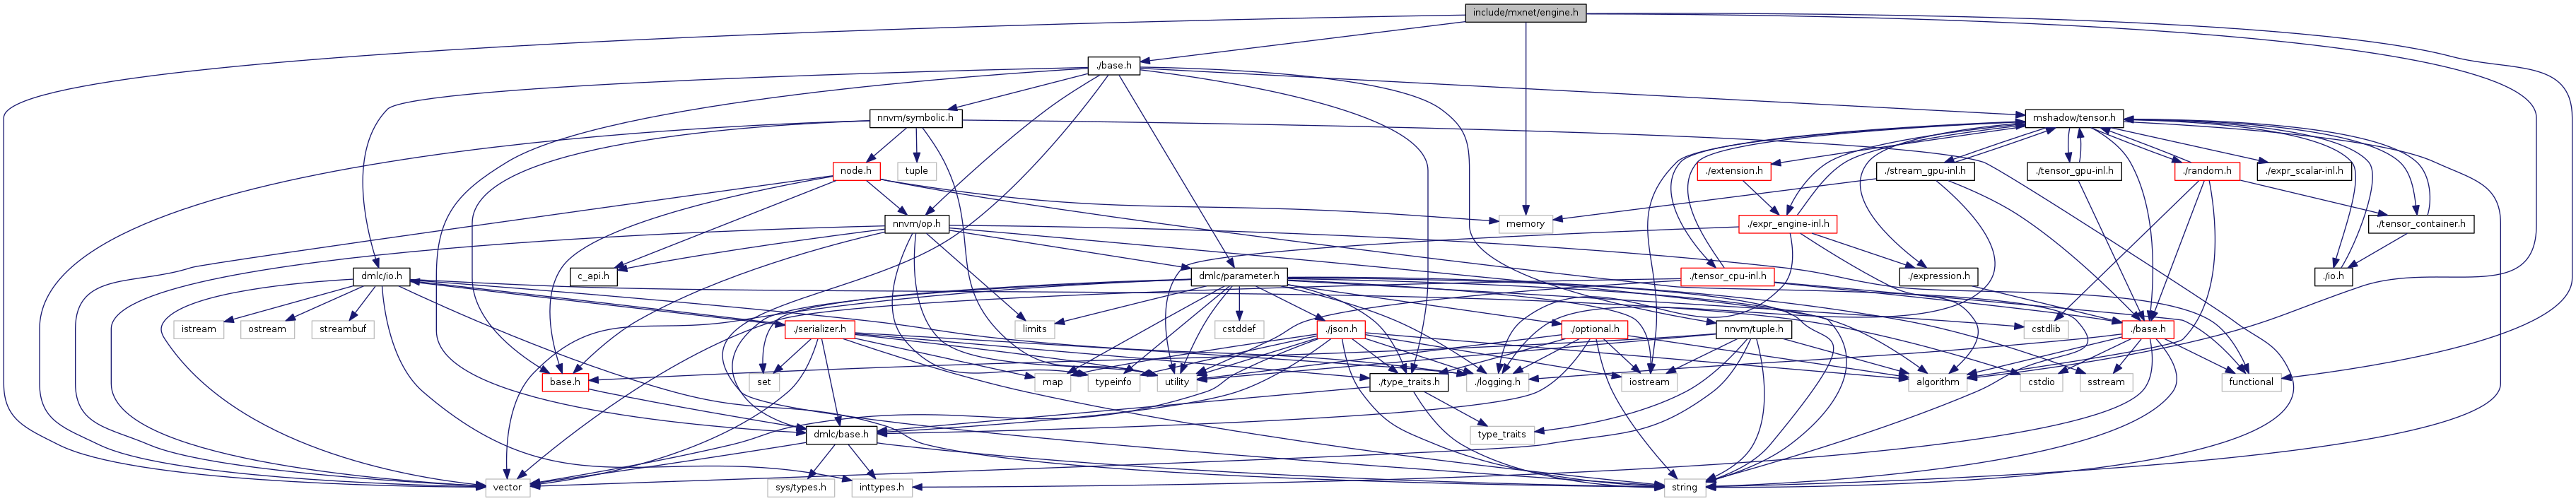 include/mxnet/engine.h
./base.h
nnvm/symbolic.h
mshadow/tensor.h
node.h
tuple
./extension.h
./stream_gpu-inl.h
./tensor_gpu-inl.h
./random.h
./expr_scalar-inl.h
nnvm/op.h
memory
./expr_engine-inl.h
./tensor_container.h
dmlc/io.h
c_api.h
dmlc/parameter.h
./tensor_cpu-inl.h
./expression.h
./io.h
istream
ostream
streambuf
./serializer.h
limits
cstddef
./json.h
./optional.h
nnvm/tuple.h
cstdlib
./base.h
base.h
set
map
typeinfo
utility
./type_traits.h
./logging.h
iostream
algorithm
cstdio
sstream
functional
dmlc/base.h
type_traits
vector
sys/types.h
inttypes.h
string